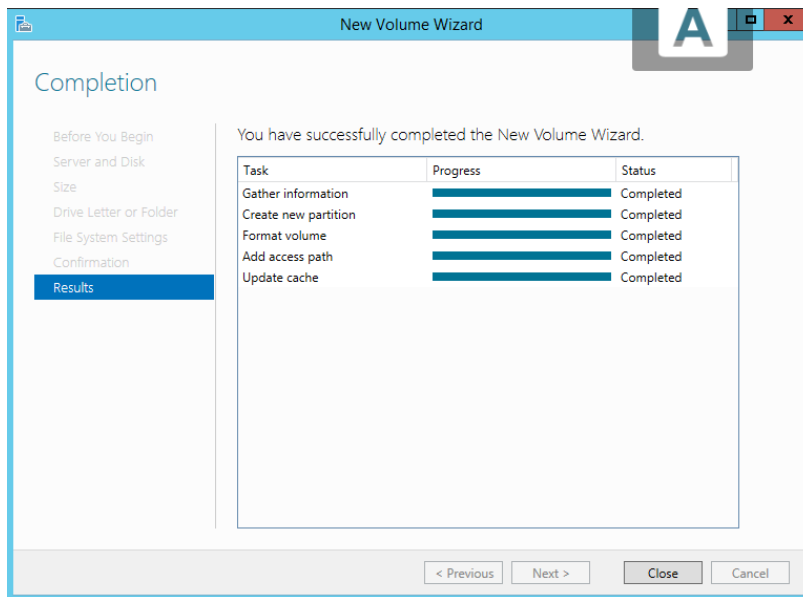 New Volume Wizard
A
x
Completion
Before You Begin
Server and Disk
Size
Drive Letter or Folder
File System Settings
Confirmation
Results
You have successfully completed the New Volume Wizard.
Task Progress Status
Gather information Completed
Create new partition Completed
Format volume Completed
Add access path Completed
Update cache Completed
< Previous Next > Close Cancel